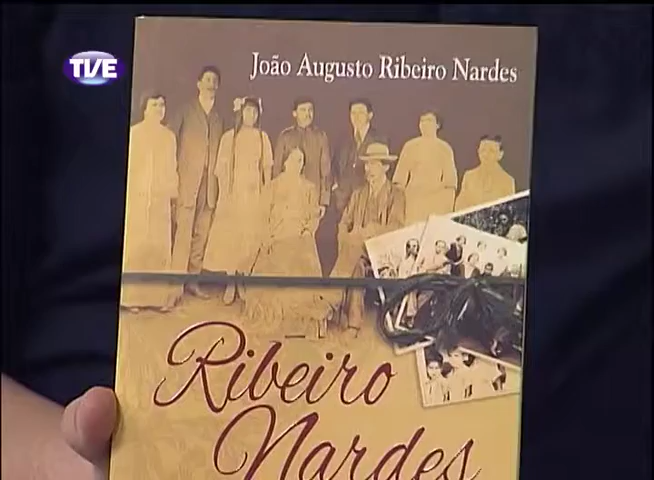 TVE
João Augusto Ribeiro Nardes
Ribeiro
Nardes